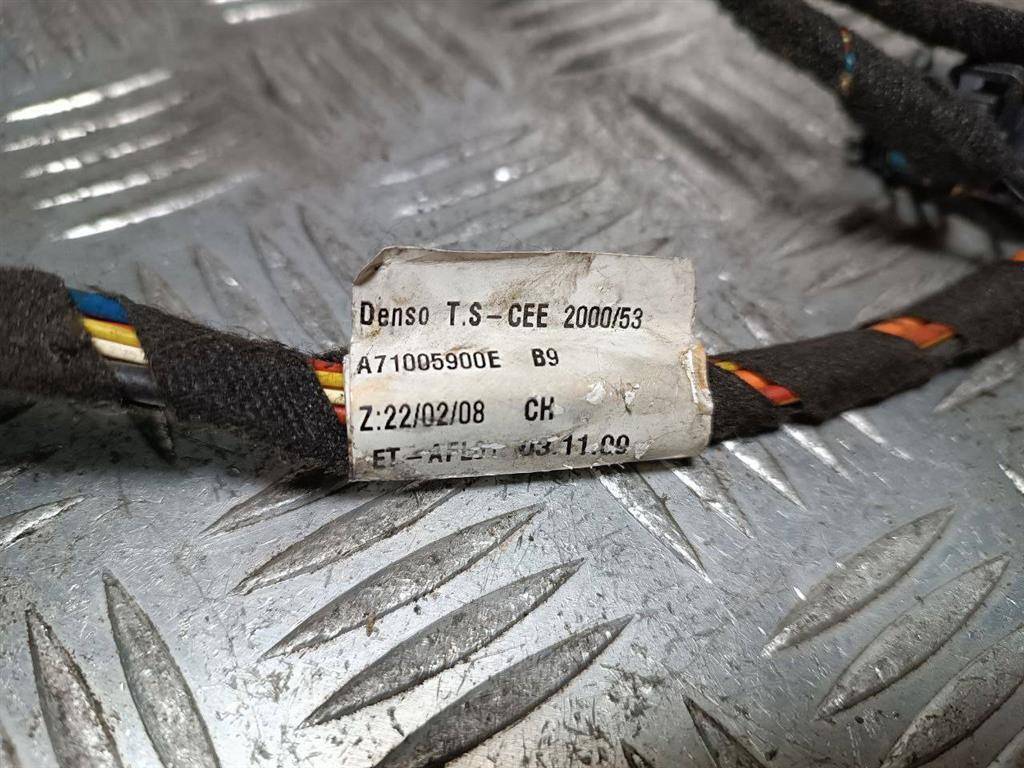 Denso T.S-CEE 2000/53
A71005900E B9
Z:22/02/08 CH
03.11.09